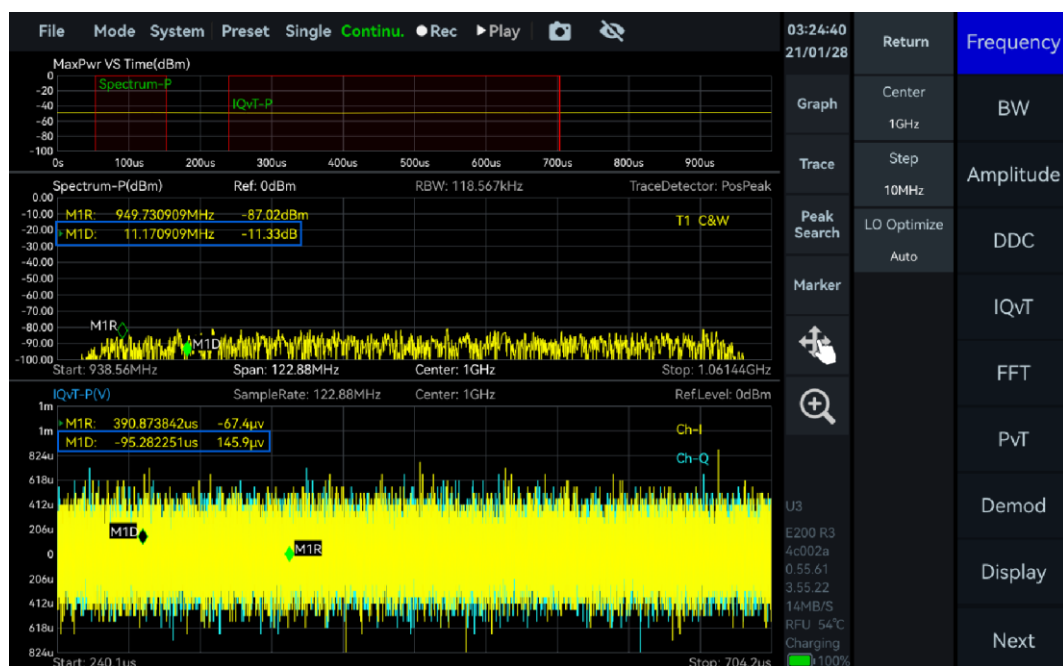 File Mode System Preset Single Continu. Rec Play
03:24:40
21/01/28
Return
Frequency
MaxPwr VS Time(dBm)
0
-20
-40
-60
-80
-100
Spectrum-P
IQvT-P
0s 100us 200us 300us 400us 500us 600us 700us 800us 900us
Graph
Center
1GHz
BW
Trace
Step
10MHz
Amplitude
Spectrum-P(dBm) Ref: 0dBm RBW: 118.567kHz TraceDetector: PosPeak
0.00
-10.00
-20.00
-30.00
-40.00
-50.00
-60.00
-70.00
-80.00
-90.00
-100.00
M1R: 949.730909MHz -87.02dBm
M1D: 11.170909MHz -11.33dB
T1 C&W
M1R
M1D
Start: 938.56MHz Span: 122.88MHz Center: 1GHz Stop: 1.06144GHz
Peak
Search
LO Optimize
Auto
DDC
Marker
IQvT
FFT
IQvT-P(V) SampleRate: 122.88MHz Center: 1GHz Ref.Level: 0dBm
1m
1m
824u
618u
412u
206u
0
206u
412u
618u
824u
M1R: 390.873842us -67.4μv
M1D: -95.282251us 145.9μv
Ch-I
Ch-Q
M1D
M1R
Start: 240.1us Stop: 704.2us
PvT
Demod
Display
Next
U3
E200 R3
4c002a
0.55.61
3.55.22
14MB/S
RFU 54°C
Charging
100%